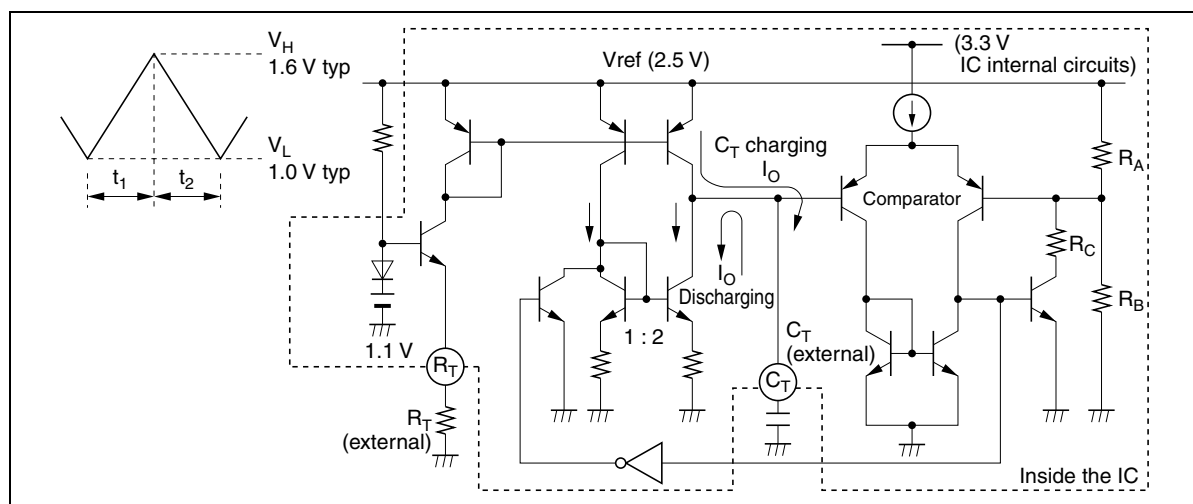 V_H
1.6 V typ
V_L
1.0 V typ
t_1
t_2
Vref (2.5 V)
(3.3 V
IC internal circuits)
C_T charging
I_O
Comparator
R_A
R_C
R_B
I_O
Discharging
1 : 2
1.1 V
R_T
R_T
(external)
C_T
(external)
C_T
Inside the IC